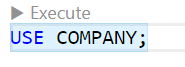 ▶ Execute
USE COMPANY;